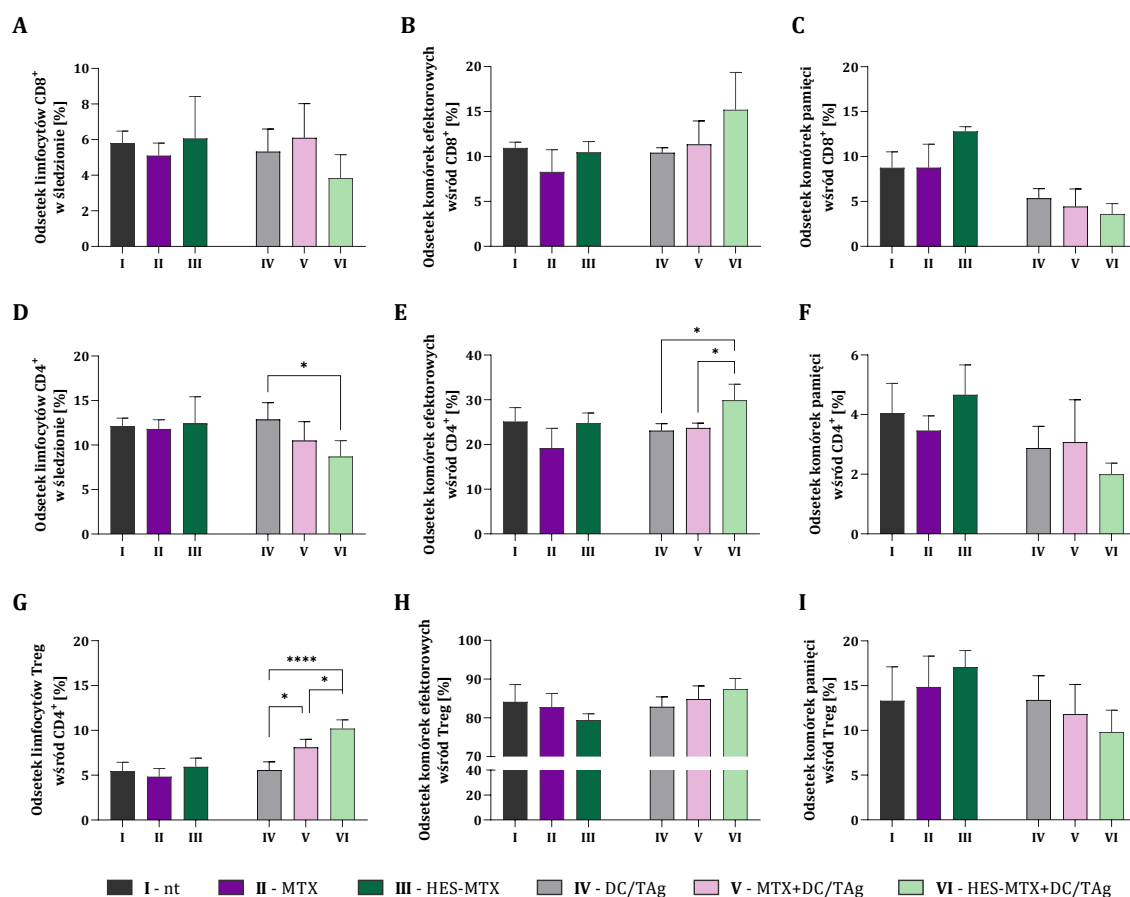 A
Odsetek limfocytów CD8⁺
w śledzionie [%]
10
8
6
4
2
0
I II III IV V VI
B
Odsetek komórek efektorowych
wśród CD8⁺ [%]
20
15
10
5
0
I II III IV V VI
C
Odsetek komórek pamięci
wśród CD8⁺ [%]
20
15
10
5
0
I II III IV V VI
D
Odsetek limfocytów CD4⁺
w śledzionie [%]
20
15
10
5
0
*
I II III IV V VI
E
Odsetek komórek efektorowych
wśród CD4⁺ [%]
40
30
20
10
0
*
*
I II III IV V VI
F
Odsetek komórek pamięci
wśród CD4⁺ [%]
6
4
2
0
I II III IV V VI
G
Odsetek limfocytów Treg
wśród CD4⁺ [%]
20
15
10
5
0
****
*
*
I II III IV V VI
H
Odsetek komórek efektorowych
wśród Treg [%]
100
90
80
70
40
20
0
I II III IV V VI
I
Odsetek komórek pamięci
wśród Treg [%]
20
15
10
5
0
I II III IV V VI
I - nt II - MTX III - HES-MTX IV - DC/TAg V - MTX+DC/TAg VI - HES-MTX+DC/TAg